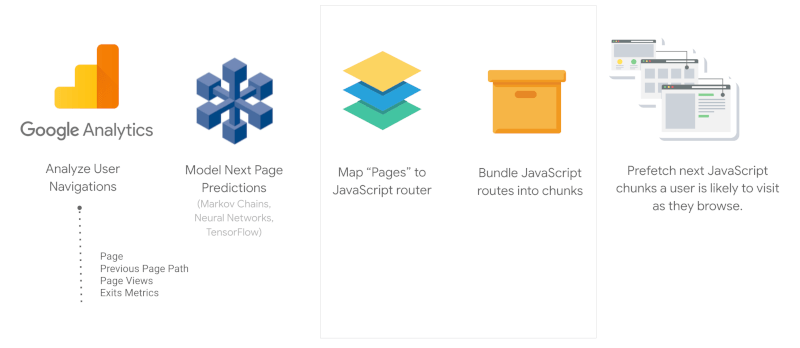 Google Analytics
Analyze User
Navigations
Page
Previous Page Path
Page Views
Exits Metrics
Model Next Page
Predictions
(Markov Chains,
Neural Networks,
TensorFlow)
Map “Pages” to
JavaScript router
Bundle JavaScript
routes into chunks
Prefetch next JavaScript
chunks a user is likely to visit
as they browse.